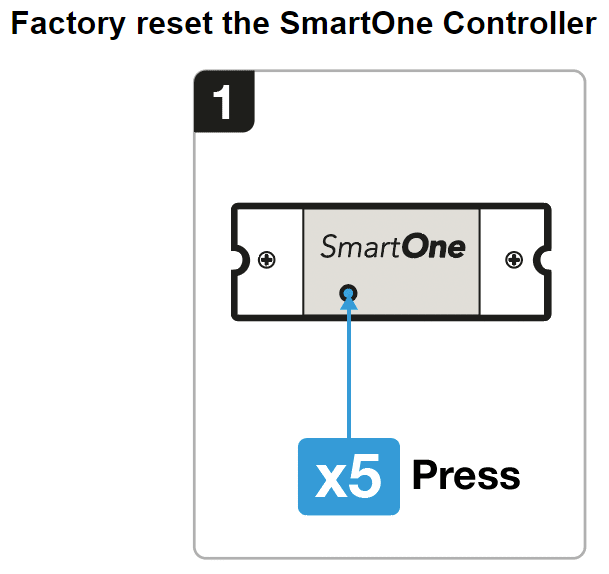 Factory reset the SmartOne Controller
1
SmartOne
x5 Press